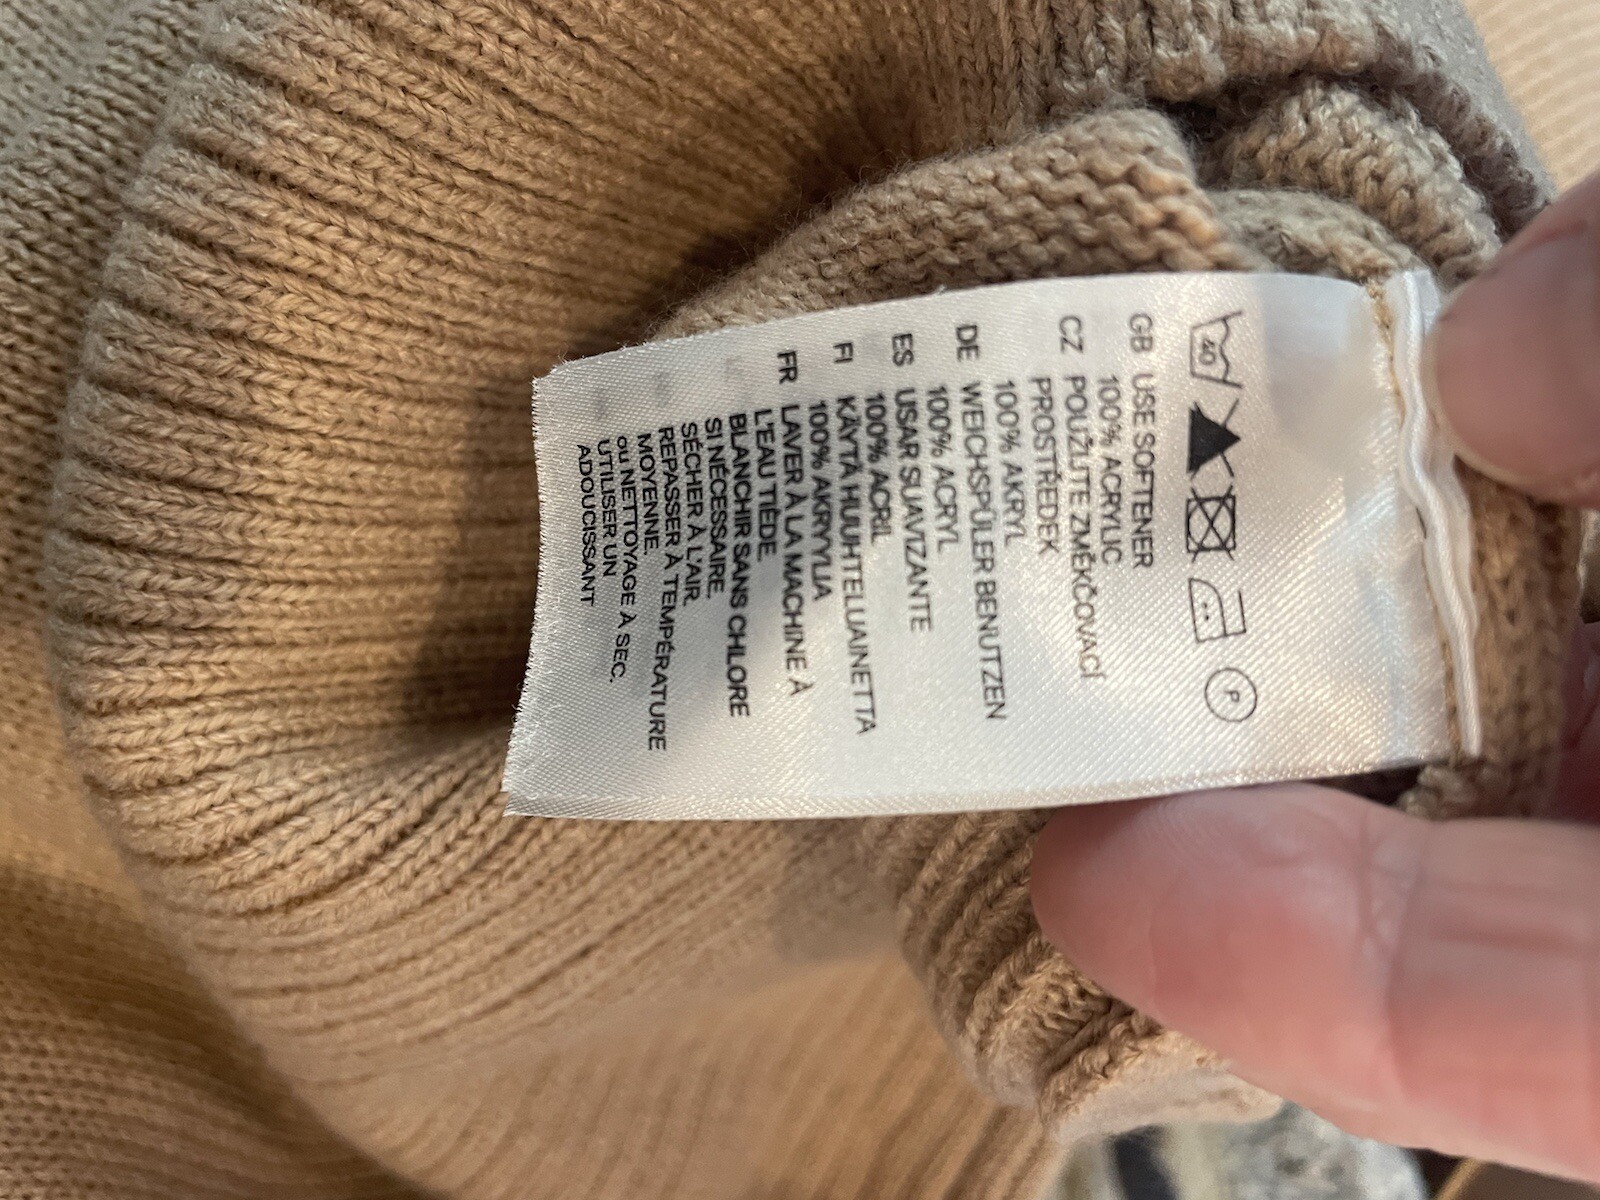 40 P
GB USE SOFTENER
100% ACRYLIC
CZ POUŽIJTE ZMĚKČOVACÍ
PROSTŘEDEK
100% AKRYL
DE WEICHSPÜLER BENUTZEN
100% ACRYL
ES USAR SUAVIZANTE
100% ACRIL
FI KÄYTÄ HUUHTELUAINETTA
100% AKRYYLIA
FR LAVER À LA MACHINE À
L'EAU TIÈDE.
BLANCHIR SANS CHLORE
SI NÉCESSAIRE.
SÉCHER À L'AIR.
REPASSER À TEMPÉRATURE
MOYENNE.
ou NETTOYAGE À SEC.
UTILISER UN
ADOUCISSANT